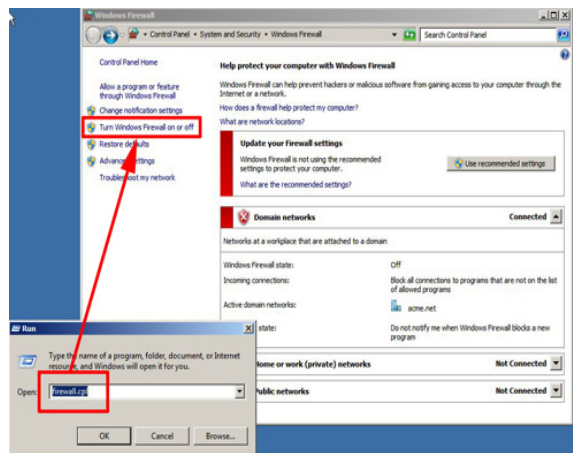 Windows Firewall
Control Panel • System and Security • Windows Firewall
Search Control Panel
Control Panel Home
Allow a program or feature
through Windows Firewall
Change notification settings
Turn Windows Firewall on or off
Restore defaults
Advanced settings
Troubleshoot my network
Help protect your computer with Windows Firewall
Windows Firewall can help prevent hackers or malicious software from gaining access to your computer through the
Internet or a network.
How does a firewall help protect my computer?
What are network locations?
Update your Firewall settings
Windows Firewall is not using the recommended
settings to protect your computer.
What are the recommended settings?
Use recommended settings
Domain networks
Connected
Networks at a workplace that are attached to a domain
Windows Firewall state:
Off
Incoming connections:
Block all connections to programs that are not on the list
of allowed programs
Active domain networks:
acme.net
state:
Do not notify me when Windows Firewall blocks a new
program
Home or work (private) networks
Not Connected
Public networks
Not Connected
Run
Type the name of a program, folder, document, or Internet
resource, and Windows will open it for you.
Open:
firewall.cpl
OK
Cancel
Browse...